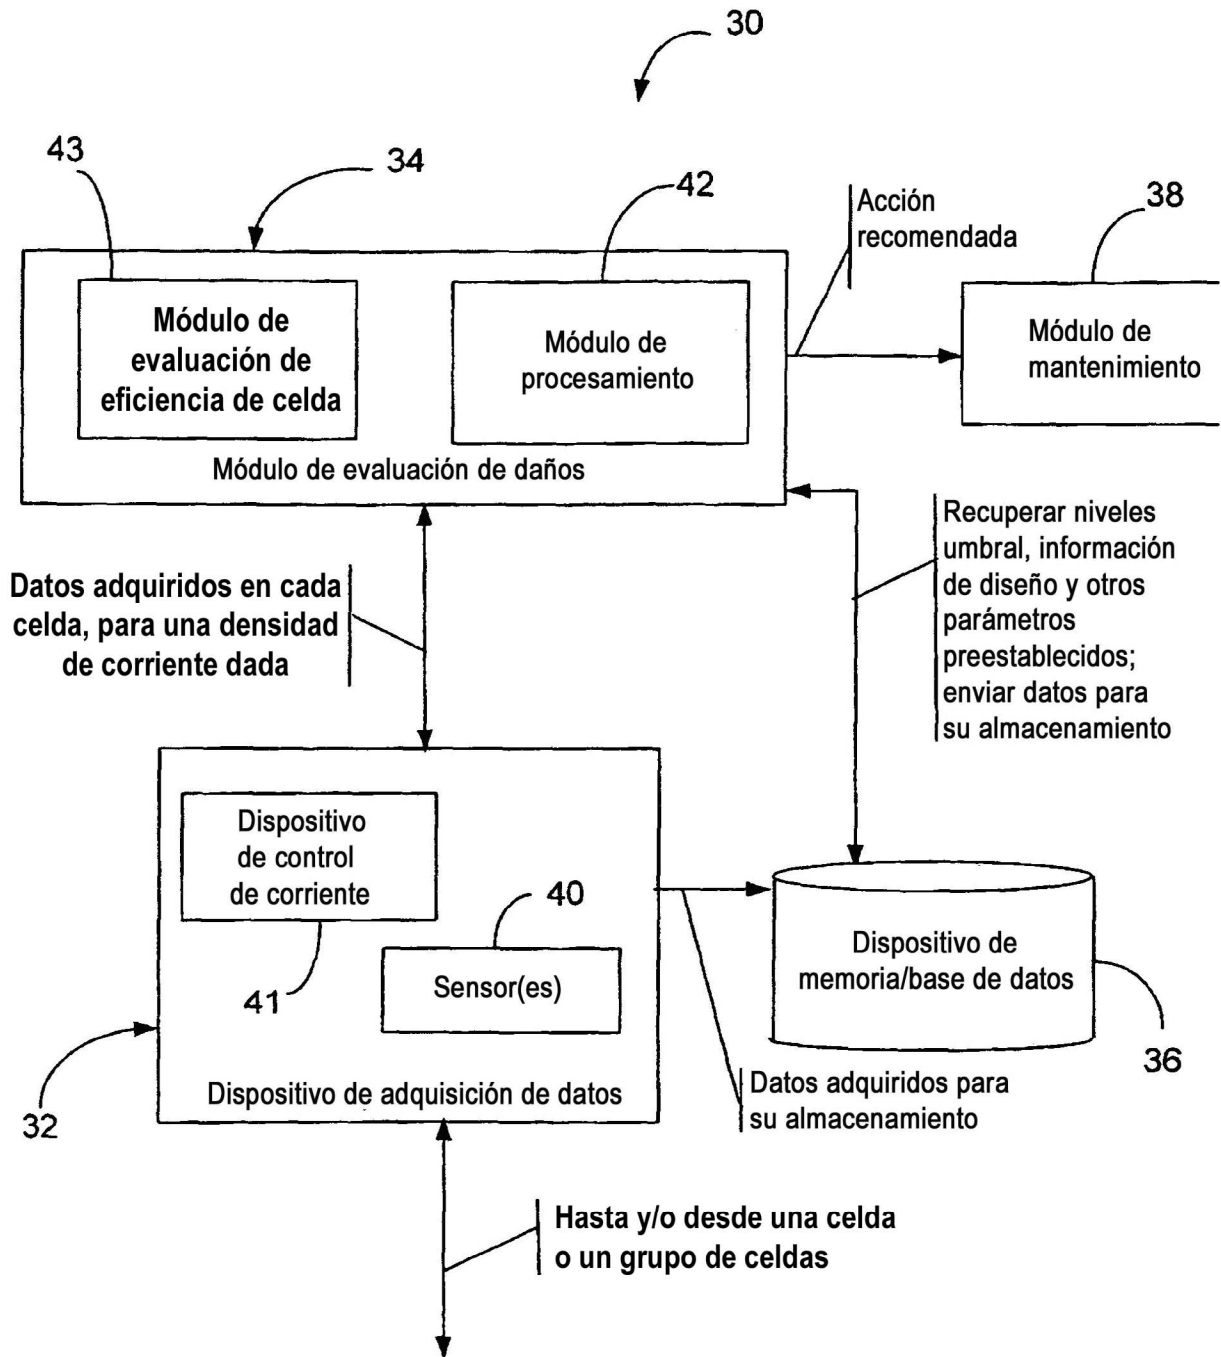 30
43
34
42
Acción
recomendada
38
Módulo de
evaluación de
eficiencia de celda
Módulo de
procesamiento
Módulo de
mantenimiento
Módulo de evaluación de daños
Recuperar niveles
umbral, información
de diseño y otros
parámetros
preestablecidos;
enviar datos para
su almacenamiento
Datos adquiridos en cada
celda, para una densidad
de corriente dada
Dispositivo
de control
de corriente
40
41
Sensor(es)
Dispositivo de
memoria/base de datos
36
32
Dispositivo de adquisición de datos
Datos adquiridos para
su almacenamiento
Hasta y/o desde una celda
o un grupo de celdas